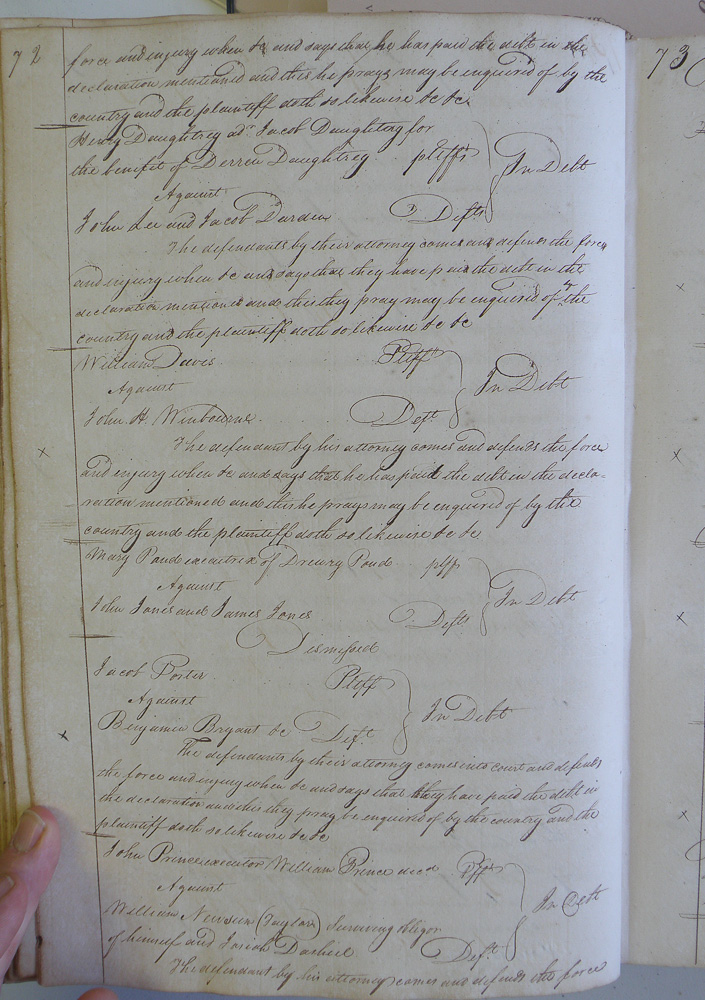 72
force and injury when &c and says that he has paid the debt in the
declaration mentioned and this he prays may be enquired of by the
country and the plaintiff doth so likewise &c &c
Henry Daughtrey adr. Jacob Daughtrey for
the benefit of Derren Daughtrey pltffs In Debt
Against
John Lee and Jacob Darden Defts
The defendants by their attorney comes and defends the force
and injury when &c and says that they have paid the debt in the
declaration mentioned and this they pray may be enquired of by the
country and the plaintiff doth so likewise &c &c
William Davis Pltff In Debt
Against
John H. Winbourne Deft.
The defendant by his attorney comes and defends the force
and injury when &c and says that he has paid the debt in the decla-
ration mentioned and this he prays may be enquired of by the
country and the plaintiff doth so likewise &c &c
Mary Pond executrix of Drewry Pond plff In Debt
Against
John Jones and James Jones Defts
Dismissed
Jacob Porter Pltff
Against In Debt
Benjamin Bryant &c Deft.
The defendants by their attorney comes into court and defends
the force and injury when &c and says that they have paid the debt in
the declaration and this they pray be enquired of by the country and the
plaintiff doth so likewise &c &c
John Prince executor William Prince decd Pltff
Against In Debt
William Newsum (Taylor) Surviving obligor
of himself and Josiah Dashiel Deft.
The defendant by his attorney comes and defends the force
73